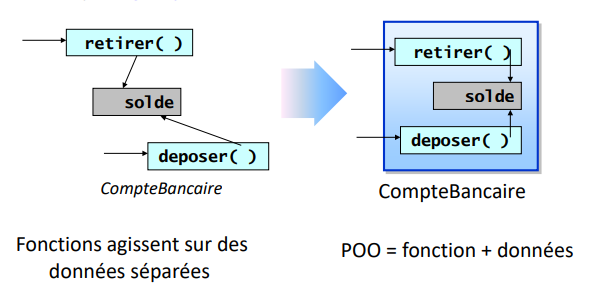 retirer( )
solde
deposer( )
CompteBancaire
Fonctions agissent sur des
données séparées
retirer( )
solde
deposer( )
CompteBancaire
POO = fonction + données